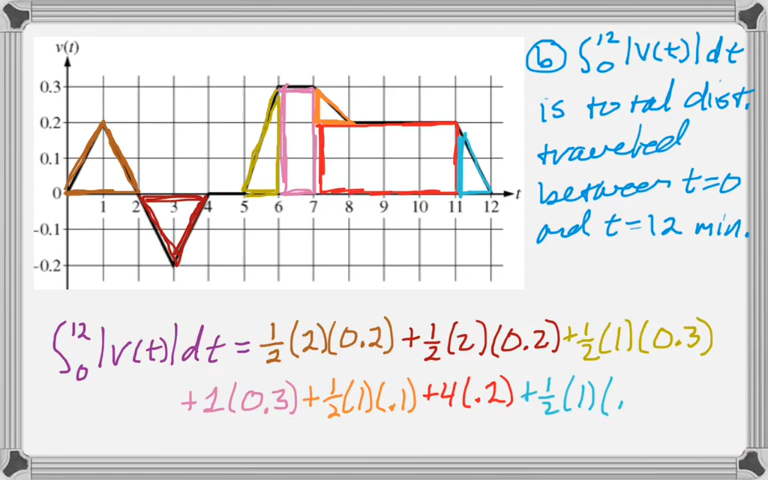 v(t)
0.3
0.2
0.1
0
-0.1
-0.2
1 2 3 4 5 6 7 8 9 10 11 12 t
ⓑ ∫₀¹² |V(t)| dt
is total dist.
traveled
between t=0
and t=12 min.
∫₀¹² |V(t)| dt = ½(2)(0.2) + ½(2)(0.2) + ½(1)(0.3)
+1(0.3) + ½(1)(.1) + 4(.2) + ½(1)(.